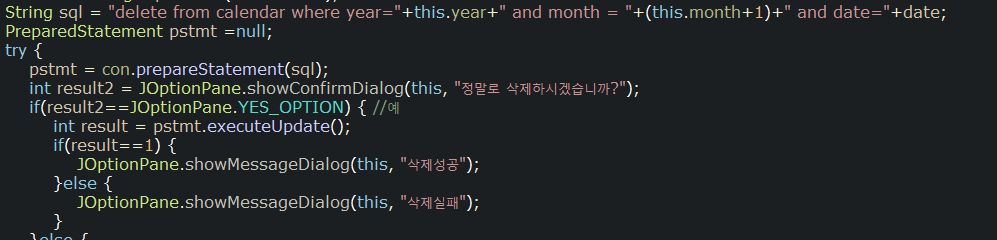 String sql = "delete from calendar where year="+this.year+" and month = "+(this.month+1)+" and date="+date;
PreparedStatement pstmt =null;
try {
pstmt = con.prepareStatement(sql);
int result2 = JOptionPane.showConfirmDialog(this, "정말로 삭제하시겠습니까?");
if(result2==JOptionPane.YES_OPTION) { //예
int result = pstmt.executeUpdate();
if(result==1) {
JOptionPane.showMessageDialog(this, "삭제성공");
}else {
JOptionPane.showMessageDialog(this, "삭제실패");
}
}else {